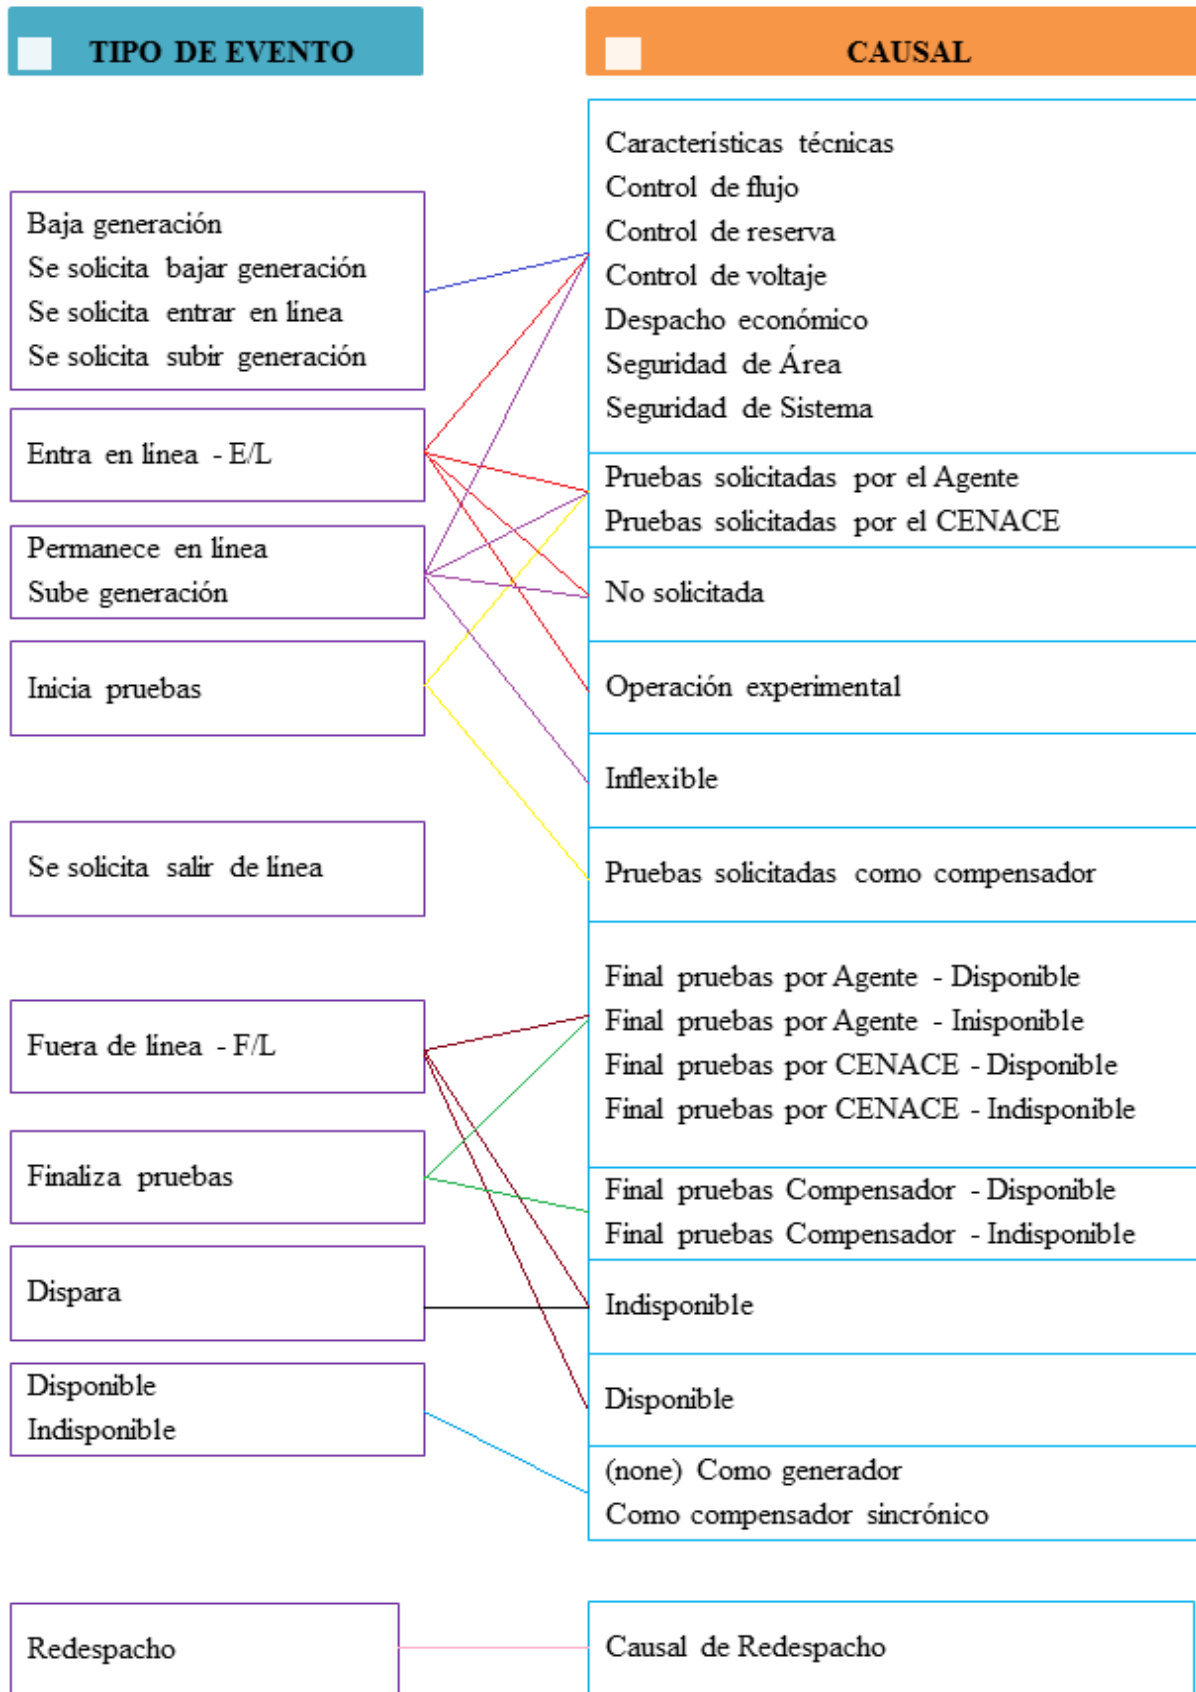 TIPO DE EVENTO
Baja generación
Se solicita bajar generación
Se solicita entrar en línea
Se solicita subir generación
Entra en línea - E/L
Permanece en línea
Sube generación
Inicia pruebas
Se solicita salir de línea
Fuera de línea - F/L
Finaliza pruebas
Dispara
Disponible
Indisponible
Redespacho
CAUSAL
Características técnicas
Control de flujo
Control de reserva
Control de voltaje
Despacho económico
Seguridad de Área
Seguridad de Sistema
Pruebas solicitadas por el Agente
Pruebas solicitadas por el CENACE
No solicitada
Operación experimental
Inflexible
Pruebas solicitadas como compensador
Final pruebas por Agente - Disponible
Final pruebas por Agente - Inisponible
Final pruebas por CENACE - Disponible
Final pruebas por CENACE - Indisponible
Final pruebas Compensador - Disponible
Final pruebas Compensador - Indisponible
Indisponible
Disponible
(none) Como generador
Como compensador sincrónico
Causal de Redespacho